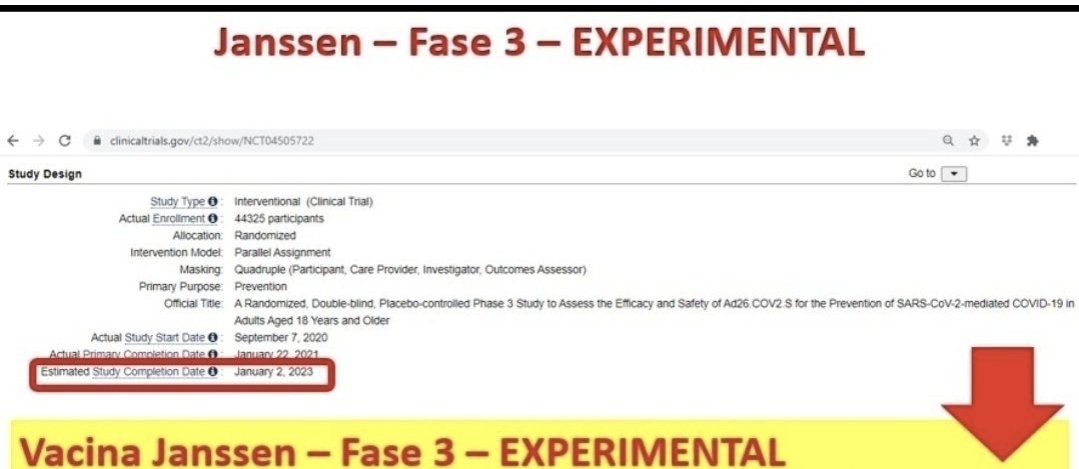 Janssen – Fase 3 – EXPERIMENTAL
clinicaltrials.gov/ct2/show/NCT04505722
Study Design
Go to
Study Type : Interventional (Clinical Trial)
Actual Enrollment : 44325 participants
Allocation: Randomized
Intervention Model: Parallel Assignment
Masking: Quadruple (Participant, Care Provider, Investigator, Outcomes Assessor)
Primary Purpose: Prevention
Official Title: A Randomized, Double-blind, Placebo-controlled Phase 3 Study to Assess the Efficacy and Safety of Ad26.COV2.S for the Prevention of SARS-CoV-2-mediated COVID-19 in
Adults Aged 18 Years and Older
Actual Study Start Date : September 7, 2020
Actual Primary Completion Date : January 22, 2021
Estimated Study Completion Date : January 2, 2023
Vacina Janssen – Fase 3 – EXPERIMENTAL